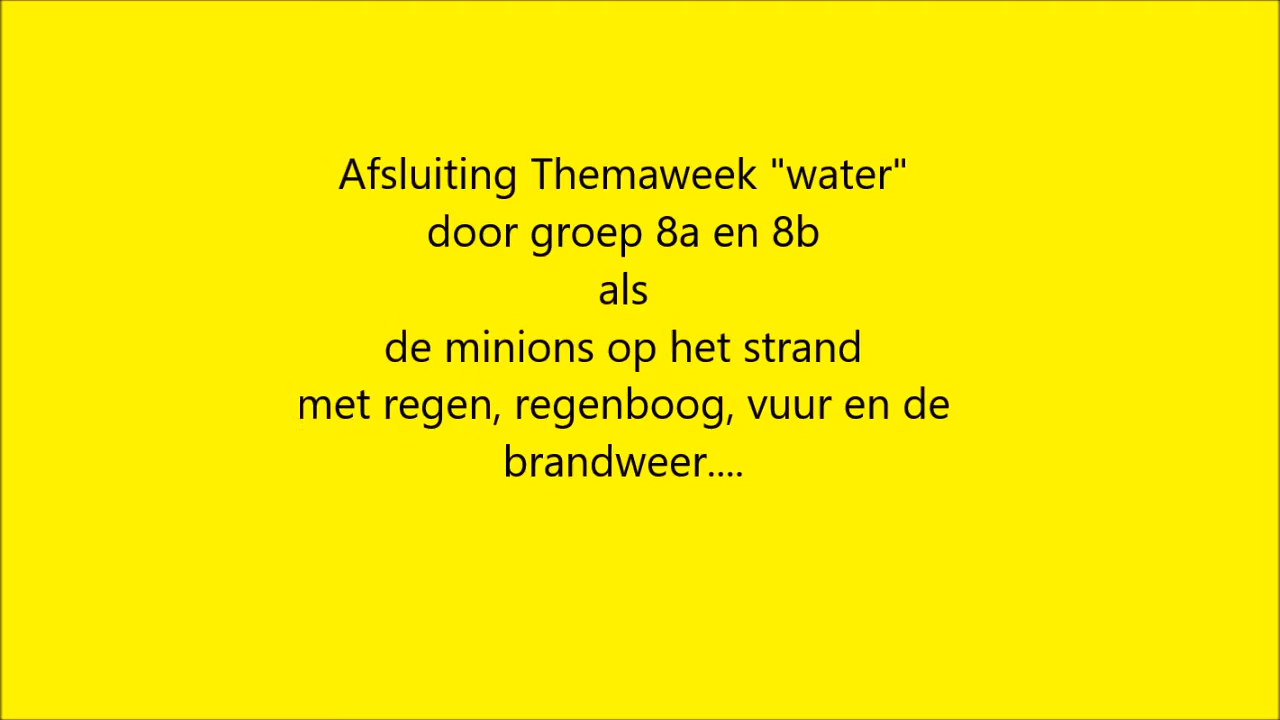 Afsluiting Themaweek "water"
door groep 8a en 8b
als
de minions op het strand
met regen, regenboog, vuur en de
brandweer....